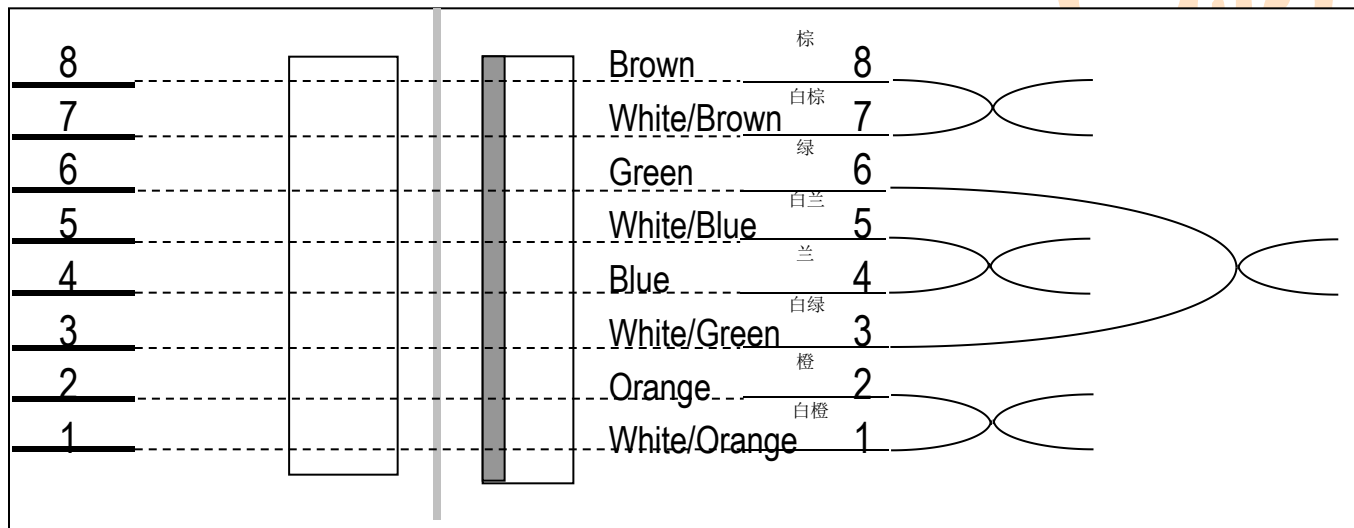 棕
8 Brown 8
白棕
7 White/Brown 7
绿
6 Green 6
白兰
5 White/Blue 5
兰
4 Blue 4
白绿
3 White/Green 3
橙
2 Orange 2
白橙
1 White/Orange 1